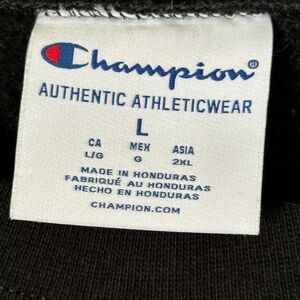 Champion®
AUTHENTIC ATHLETICWEAR
L
CA MEX ASIA
L/G G 2XL
MADE IN HONDURAS
FABRIQUÉ AU HONDURAS
HECHO EN HONDURAS
CHAMPION.COM